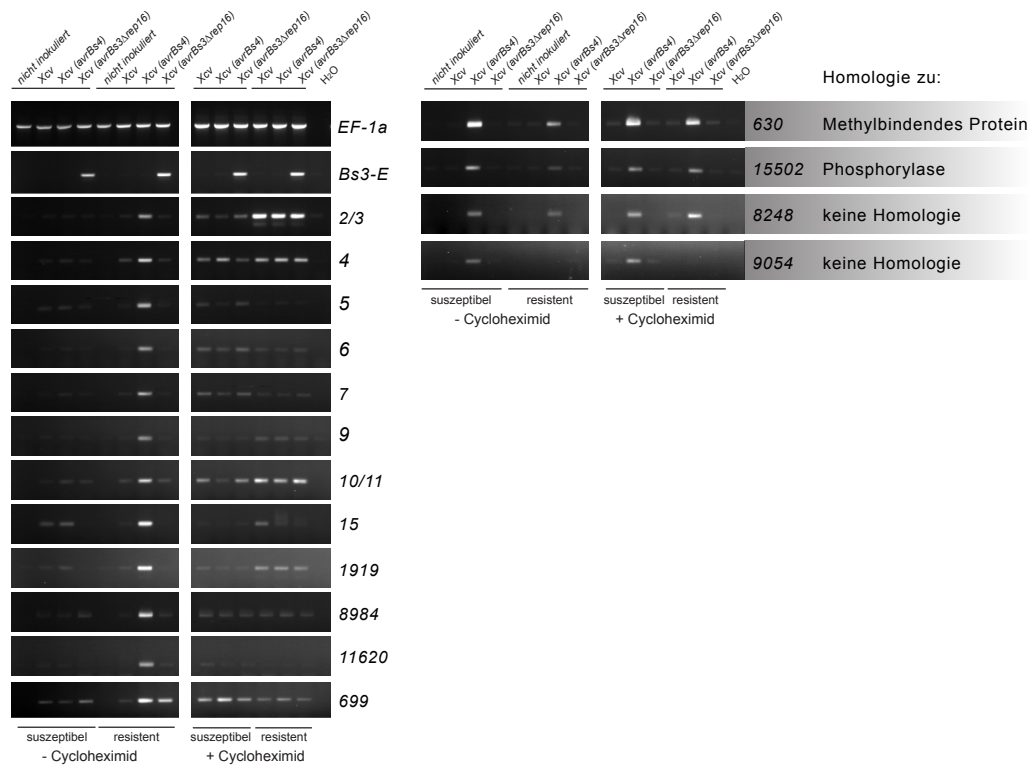 nicht inokuliert
Xcv
Xcv (avrBs4)
Xcv (avrBs3Δrep16)
nicht inokuliert
Xcv
Xcv (avrBs4)
Xcv (avrBs3Δrep16)
Xcv
Xcv (avrBs4)
Xcv (avrBs3Δrep16)
Xcv
Xcv (avrBs4)
Xcv (avrBs3Δrep16)
H2O
EF-1a
Bs3-E
2/3
4
5
6
7
9
10/11
15
1919
8984
11620
699
suszeptibel resistent
- Cycloheximid
suszeptibel resistent
+ Cycloheximid
nicht inokuliert
Xcv
Xcv (avrBs4)
Xcv (avrBs3Δrep16)
nicht inokuliert
Xcv
Xcv (avrBs4)
Xcv (avrBs3Δrep16)
Xcv
Xcv (avrBs4)
Xcv (avrBs3Δrep16)
Xcv
Xcv (avrBs4)
Xcv (avrBs3Δrep16)
H2O
Homologie zu:
630 Methylbindendes Protein
15502 Phosphorylase
8248 keine Homologie
9054 keine Homologie
suszeptibel resistent
- Cycloheximid
suszeptibel resistent
+ Cycloheximid